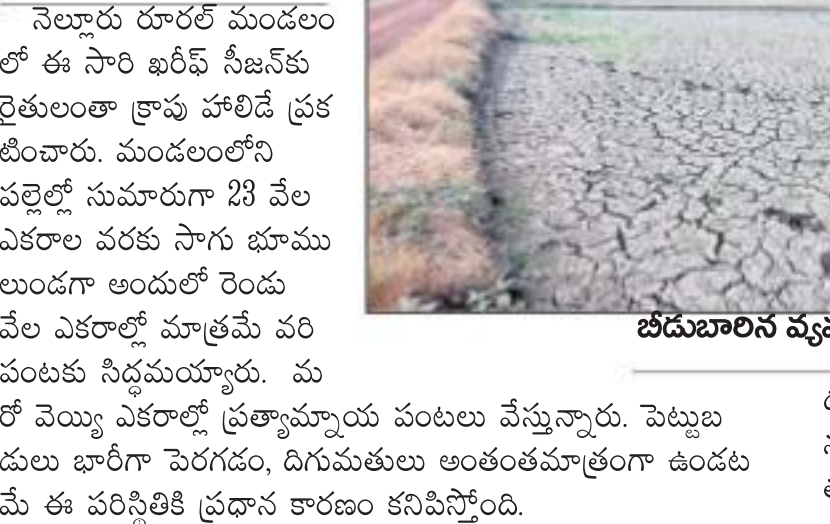 నెల్లూరు రూరల్ మండలం
లో ఈ సారి ఖరీఫ్ సీజన్‌కు
రైతులంతా క్రాపు హాలిడే ప్రక
టించారు. మండలంలోని
పల్లెల్లో సుమారుగా 23 వేల
ఎకరాల వరకు సాగు భూము
లుండగా అందులో రెండు
వేల ఎకరాల్లో మాత్రమే వరి
పంటకు సిద్ధమయ్యారు. మ
రో వెయ్యి ఎకరాల్లో ప్రత్యామ్నాయ పంటలు వేస్తున్నారు. పెట్టుబ
డులు భారీగా పెరగడం, దిగుమతులు అంతంతమాత్రంగా ఉండట
మే ఈ పరిస్థితికి ప్రధాన కారణం కనిపిస్తోంది.
బీడుబారిన